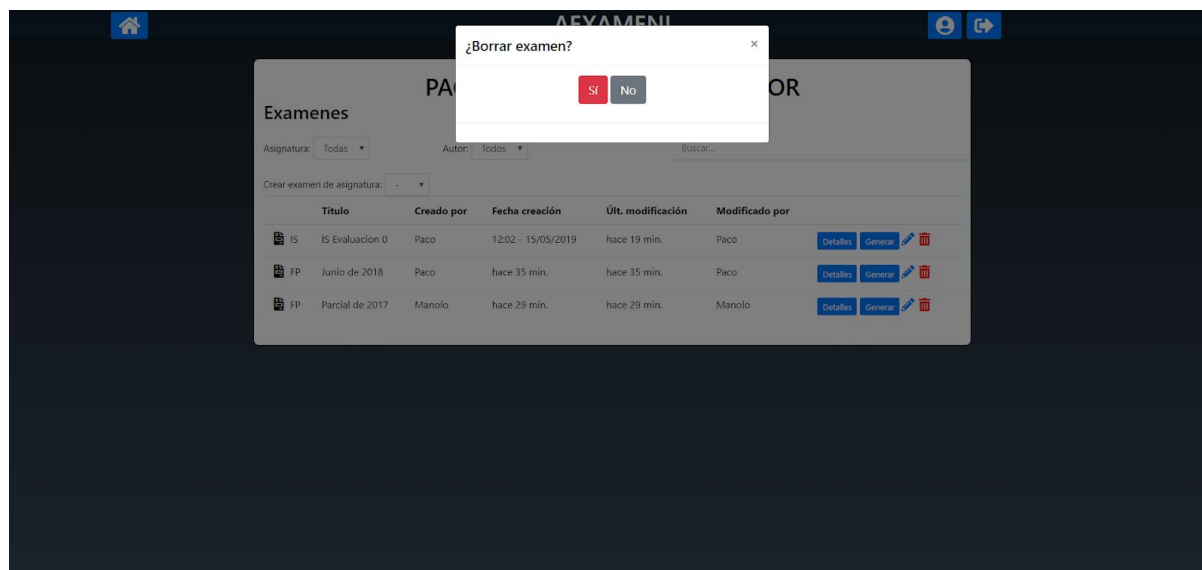 ¿Borrar examen? ×
Sí No
Examenes
Asignatura: Todas Autor: Todos Buscar...
Crear examen de asignatura: -
Título Creado por Fecha creación Últ. modificación Modificado por
IS IS Evaluacion 0 Paco 12:02 - 15/05/2019 hace 19 min. Paco Detalles Generar
FP Junio de 2018 Paco hace 35 min. hace 35 min. Paco Detalles Generar
FP Parcial de 2017 Manolo hace 29 min. hace 29 min. Manolo Detalles Generar